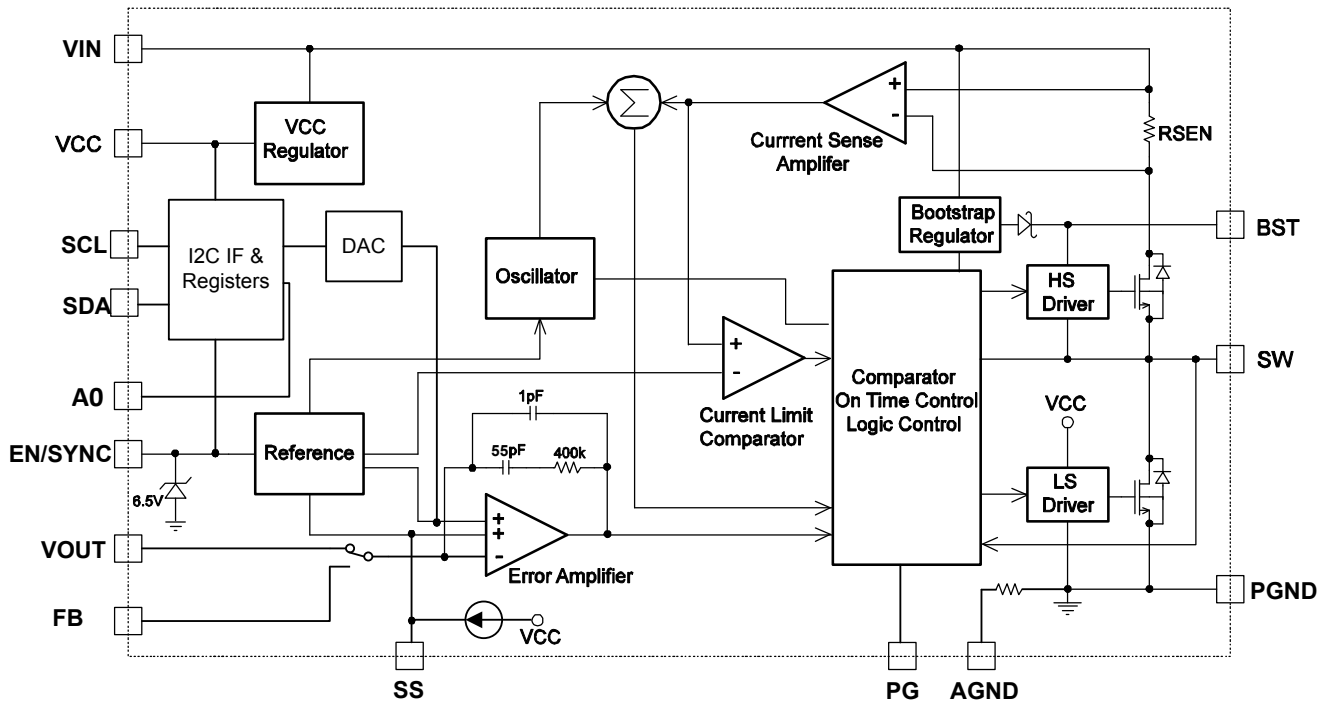 VIN
VCC
VCC
Regulator
Σ
+
-
Currrent Sense
Amplifer
RSEN
SCL
I2C IF &
Registers
DAC
Bootstrap
Regulator
BST
SDA
Oscillator
HS
Driver
A0
+
-
Current Limit
Comparator
Comparator
On Time Control
Logic Control
SW
EN/SYNC
Reference
1pF
55pF
400k
VCC
6.5V
LS
Driver
VOUT
+
+
-
Error Amplifier
FB
VCC
PGND
SS
PG
AGND